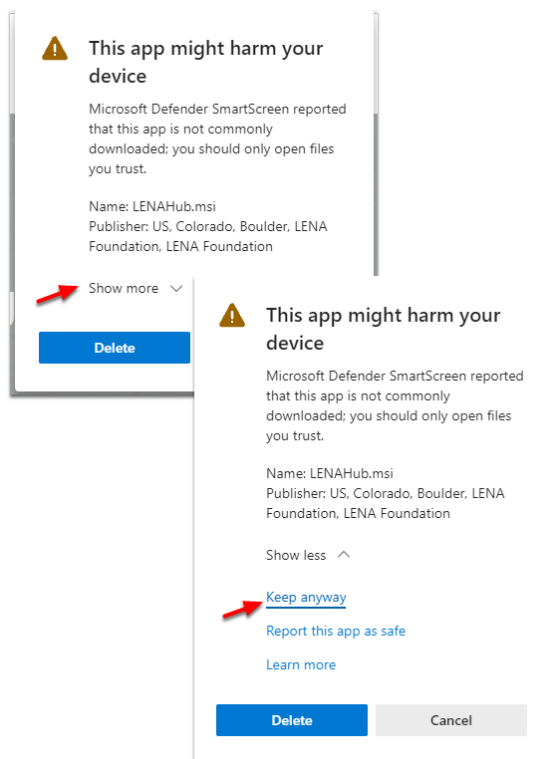 This app might harm your
device
Microsoft Defender SmartScreen reported
that this app is not commonly
downloaded; you should only open files
you trust.
Name: LENAHub.msi
Publisher: US, Colorado, Boulder, LENA
Foundation, LENA Foundation
Show more
Delete
This app might harm your
device
Microsoft Defender SmartScreen reported
that this app is not commonly
downloaded; you should only open files
you trust.
Name: LENAHub.msi
Publisher: US, Colorado, Boulder, LENA
Foundation, LENA Foundation
Show less
Keep anyway
Report this app as safe
Learn more
Delete
Cancel